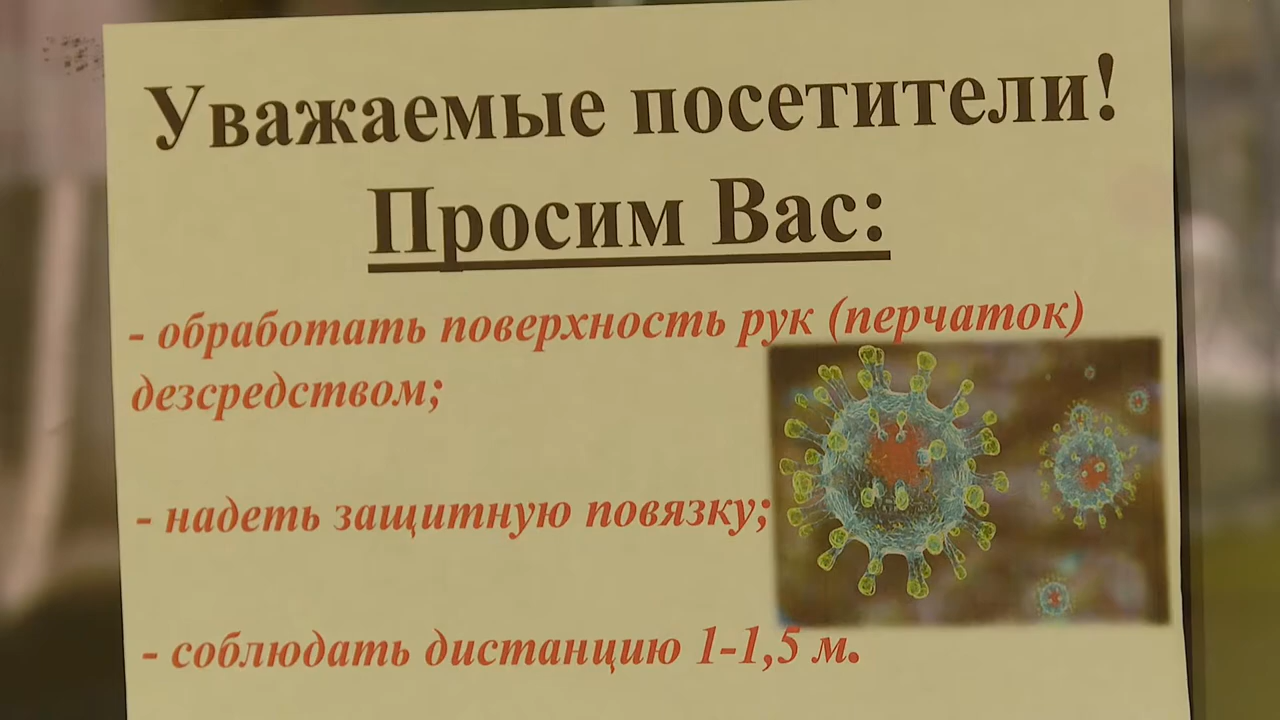 Уважаемые посетители!
Просим Вас:
- обработать поверхность рук (перчаток)
дезсредством;
- надеть защитную повязку;
- соблюдать дистанцию 1-1,5 м.